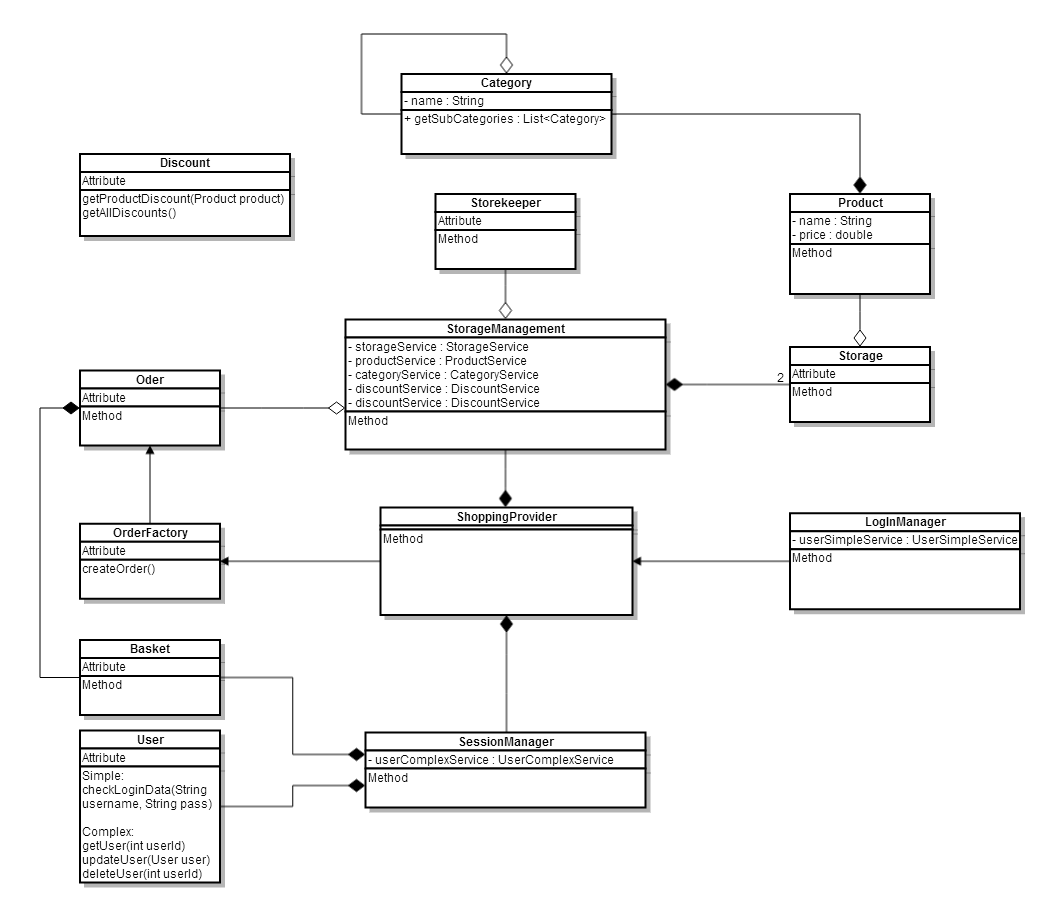 Category
- name : String
+ getSubCategories : List<Category>
Discount
Attribute
getProductDiscount(Product product)
getAllDiscounts()
Storekeeper
Attribute
Method
Product
- name : String
- price : double
Method
StorageManagement
- storageService : StorageService
- productService : ProductService
- categoryService : CategoryService
- discountService : DiscountService
- discountService : DiscountService
Method
2
Storage
Attribute
Method
Oder
Attribute
Method
OrderFactory
Attribute
createOrder()
ShoppingProvider
Method
LogInManager
- userSimpleService : UserSimpleService
Method
Basket
Attribute
Method
User
Attribute
Simple:
checkLoginData(String
username, String pass)
Complex:
getUser(int userId)
updateUser(User user)
deleteUser(int userId)
SessionManager
- userComplexService : UserComplexService
Method